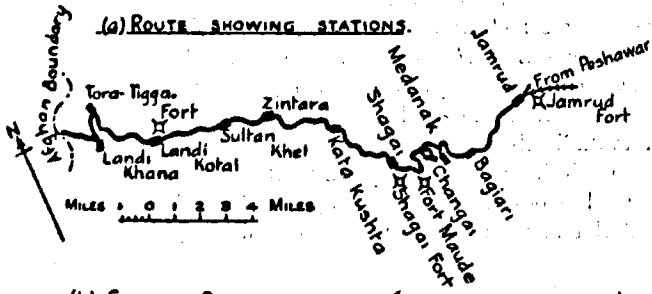 (a) ROUTE SHOWING STATIONS.
Afghan Boundary
Tora-Tigga.
Fort
Landi Khana
Landi Kotal
Sultan Khel
Zintara
Kata Kushta
Shagai
Medanak
Shagai Fort
Fort Maude
Changai
Bagiari
Jamrud
From Peshawar
Jamrud Fort
N
MILES 1 0 1 2 3 4 MILES